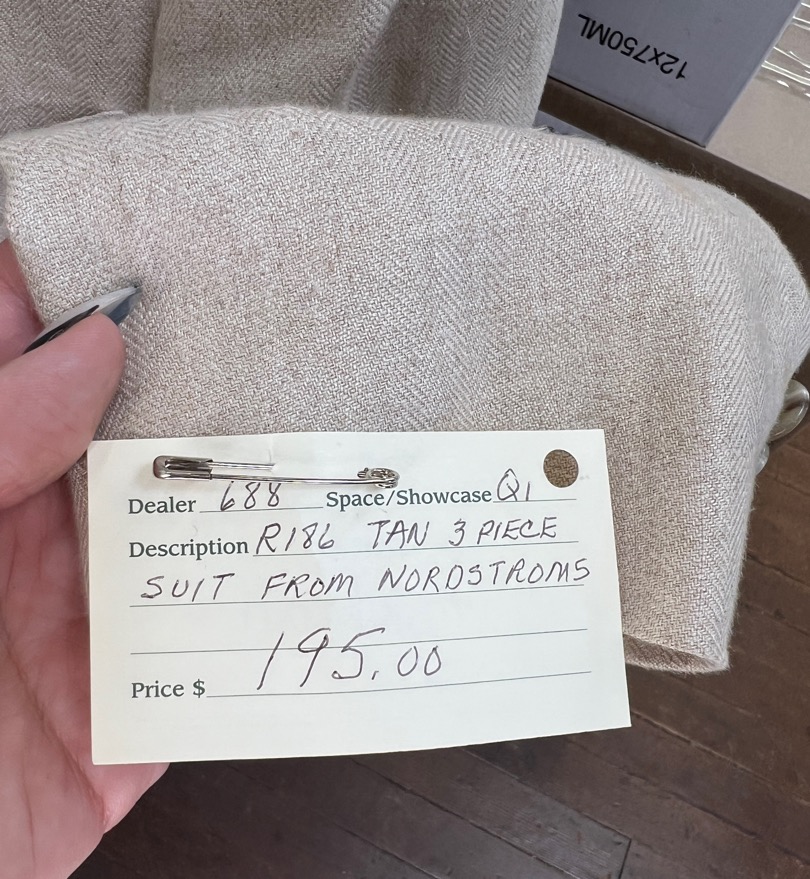 12x750ML
Dealer 688 Space/Showcase Q1
Description R186 TAN 3 PIECE
SUIT FROM NORDSTROMS
195.00
Price $